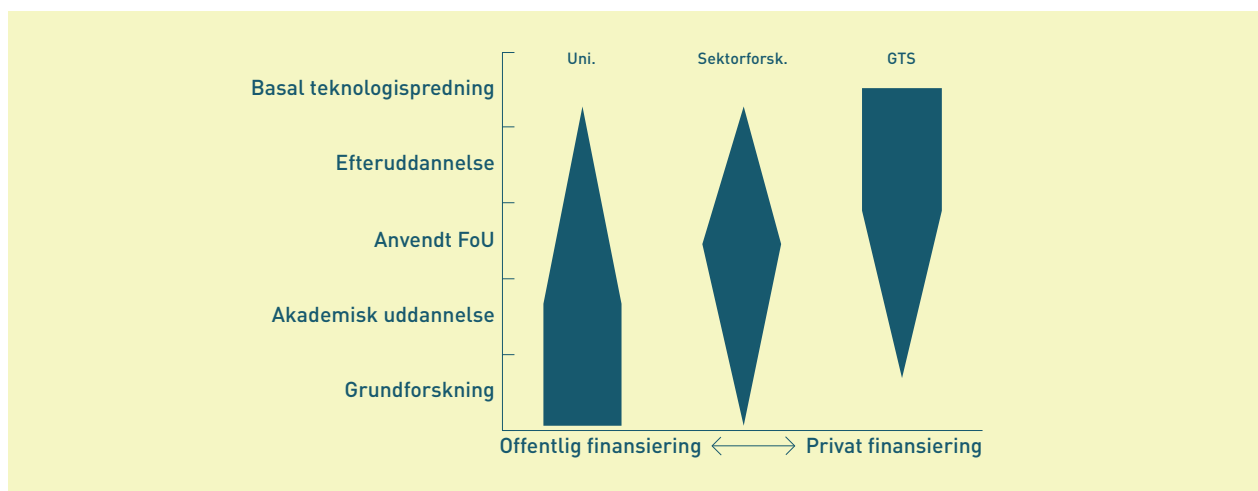 Uni.
Sektorforsk.
GTS
Basal teknologispredning
Efteruddannelse
Anvendt FoU
Akademisk uddannelse
Grundforskning
Offentlig finansiering
Privat finansiering